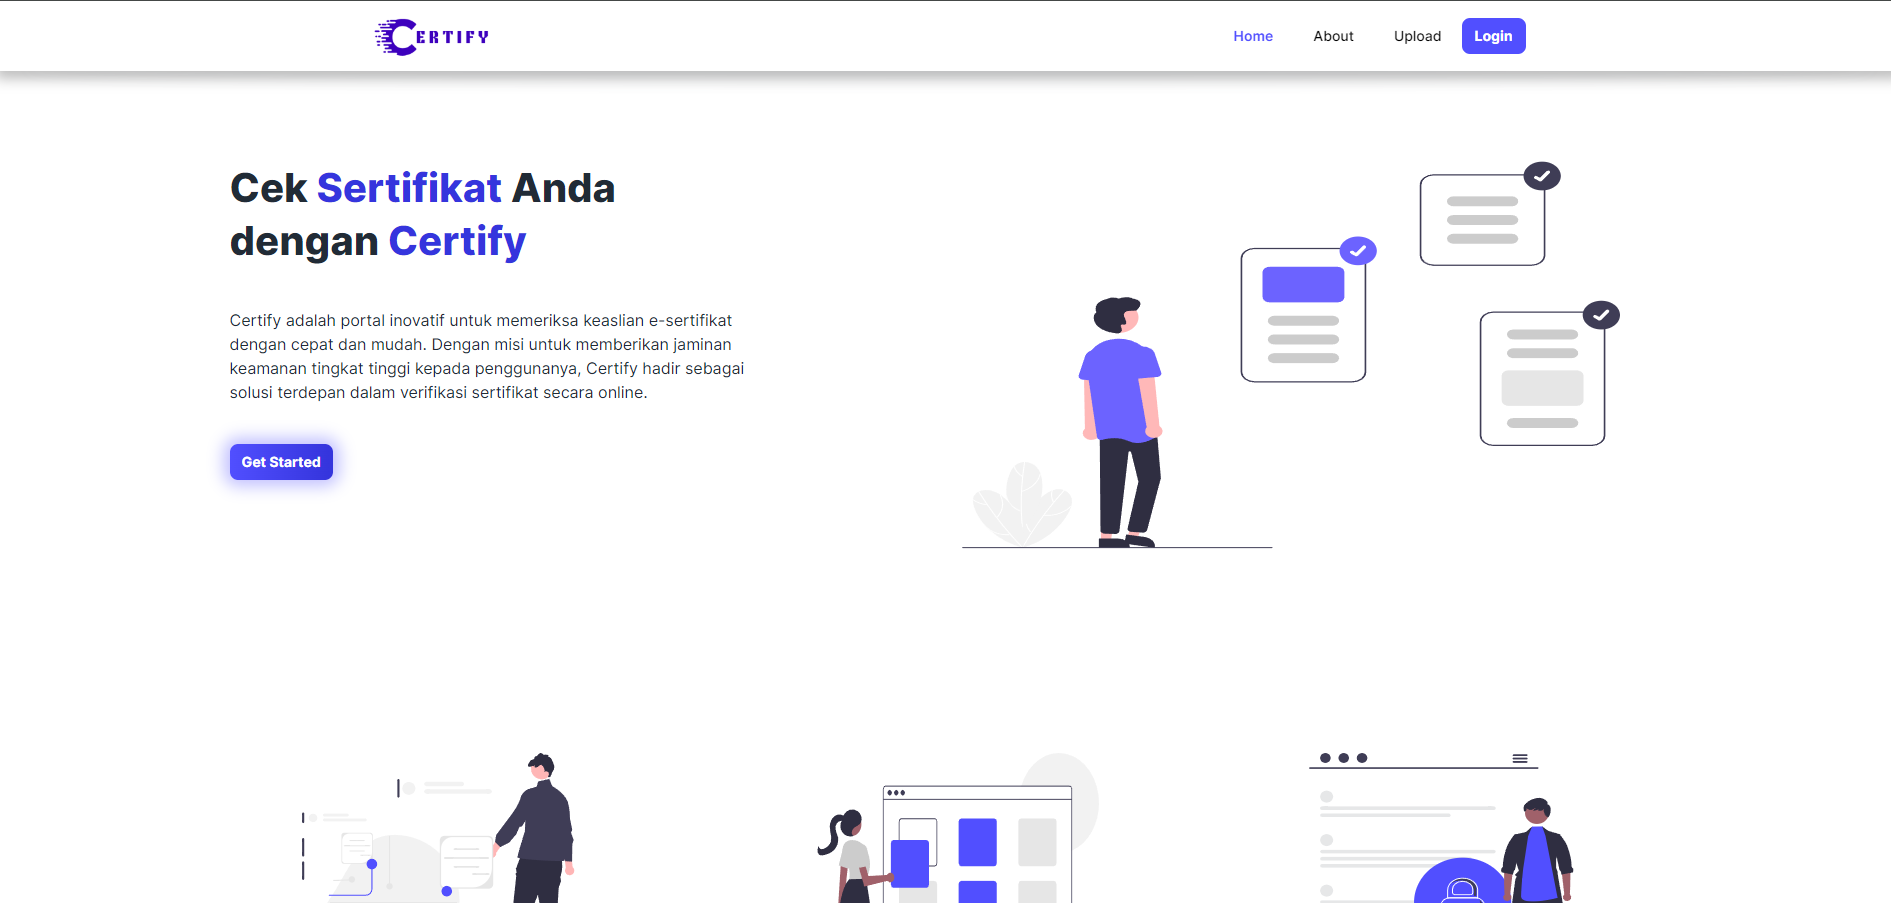 CERTIFY
Home About Upload Login
Cek Sertifikat Anda
dengan Certify
Certify adalah portal inovatif untuk memeriksa keaslian e-sertifikat
dengan cepat dan mudah. Dengan misi untuk memberikan jaminan
keamanan tingkat tinggi kepada penggunanya, Certify hadir sebagai
solusi terdepan dalam verifikasi sertifikat secara online.
Get Started